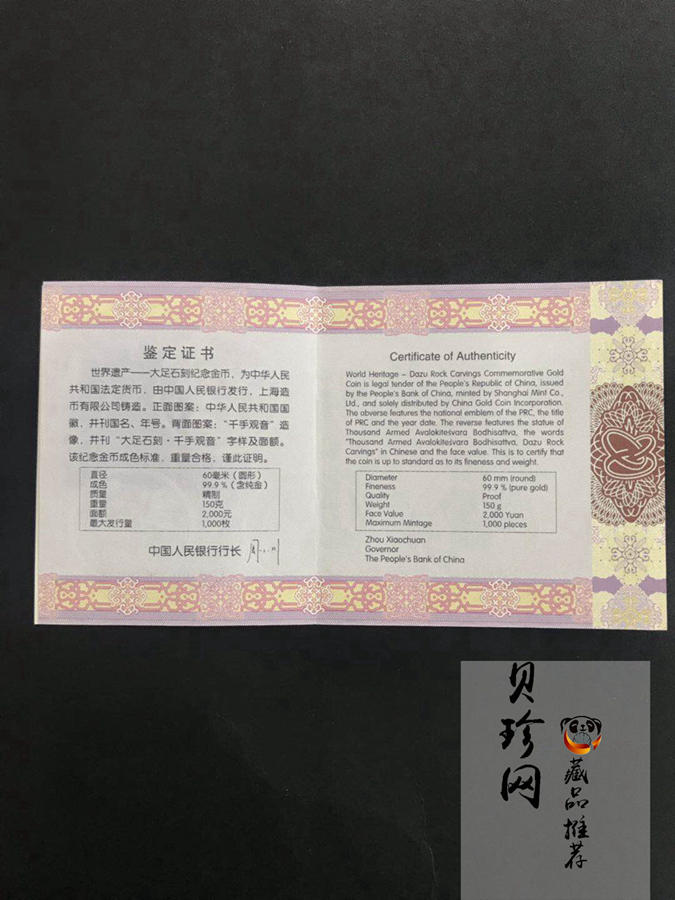 鉴定证书
世界遗产——大足石刻纪念金币，为中华人民
共和国法定货币，由中国人民银行发行，上海造
币有限公司铸造。正面图案：中华人民共和国国
徽，并刊国名、年号。背面图案：“千手观音”造
像，并刊“大足石刻·千手观音”字样及面额。
该纪念金币成色标准，重量合格，谨此证明。
直径 60毫米（圆形）
成色 99.9％（含纯金）
质量 精制
重量 150克
面额 2,000元
最大发行量 1,000枚
中国人民银行行长
Certificate of Authenticity
World Heritage – Dazu Rock Carvings Commemorative Gold
Coin is legal tender of the People's Republic of China, issued
by the People's Bank of China, minted by Shanghai Mint Co.,
Ltd., and solely distributed by China Gold Coin Incorporation.
The obverse features the national emblem of the PRC, the title
of PRC and the year date. The reverse features the statue of
Thousand Armed Avalokiteśvara Bodhisattva, the words
"Thousand Armed Avalokiteśvara Bodhisattva, Dazu Rock
Carvings" in Chinese and the face value. This is to certify that
the coin is up to standard as to its fineness and weight.
Diameter 60 mm (round)
Fineness 99.9 % (pure gold)
Quality Proof
Weight 150 g
Face Value 2,000 Yuan
Maximum Mintage 1,000 pieces
Zhou Xiaochuan
Governor
The People's Bank of China
贝珍网
藏品推荐